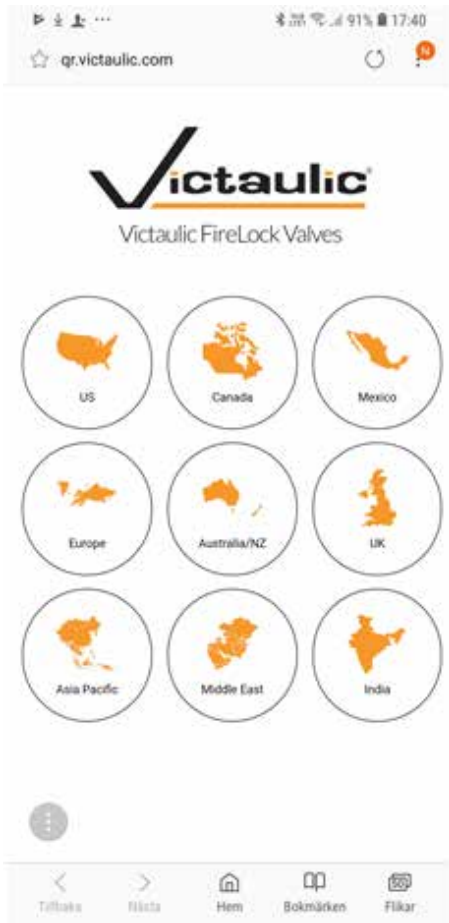 91% 17:40
qr.victaulic.com
N
Victaulic
Victaulic FireLock Valves
US Canada Mexico
Europe Australia/NZ UK
Asia Pacific Middle East India
50
Tillbaka Nästa Hem Bokmärken Flikar